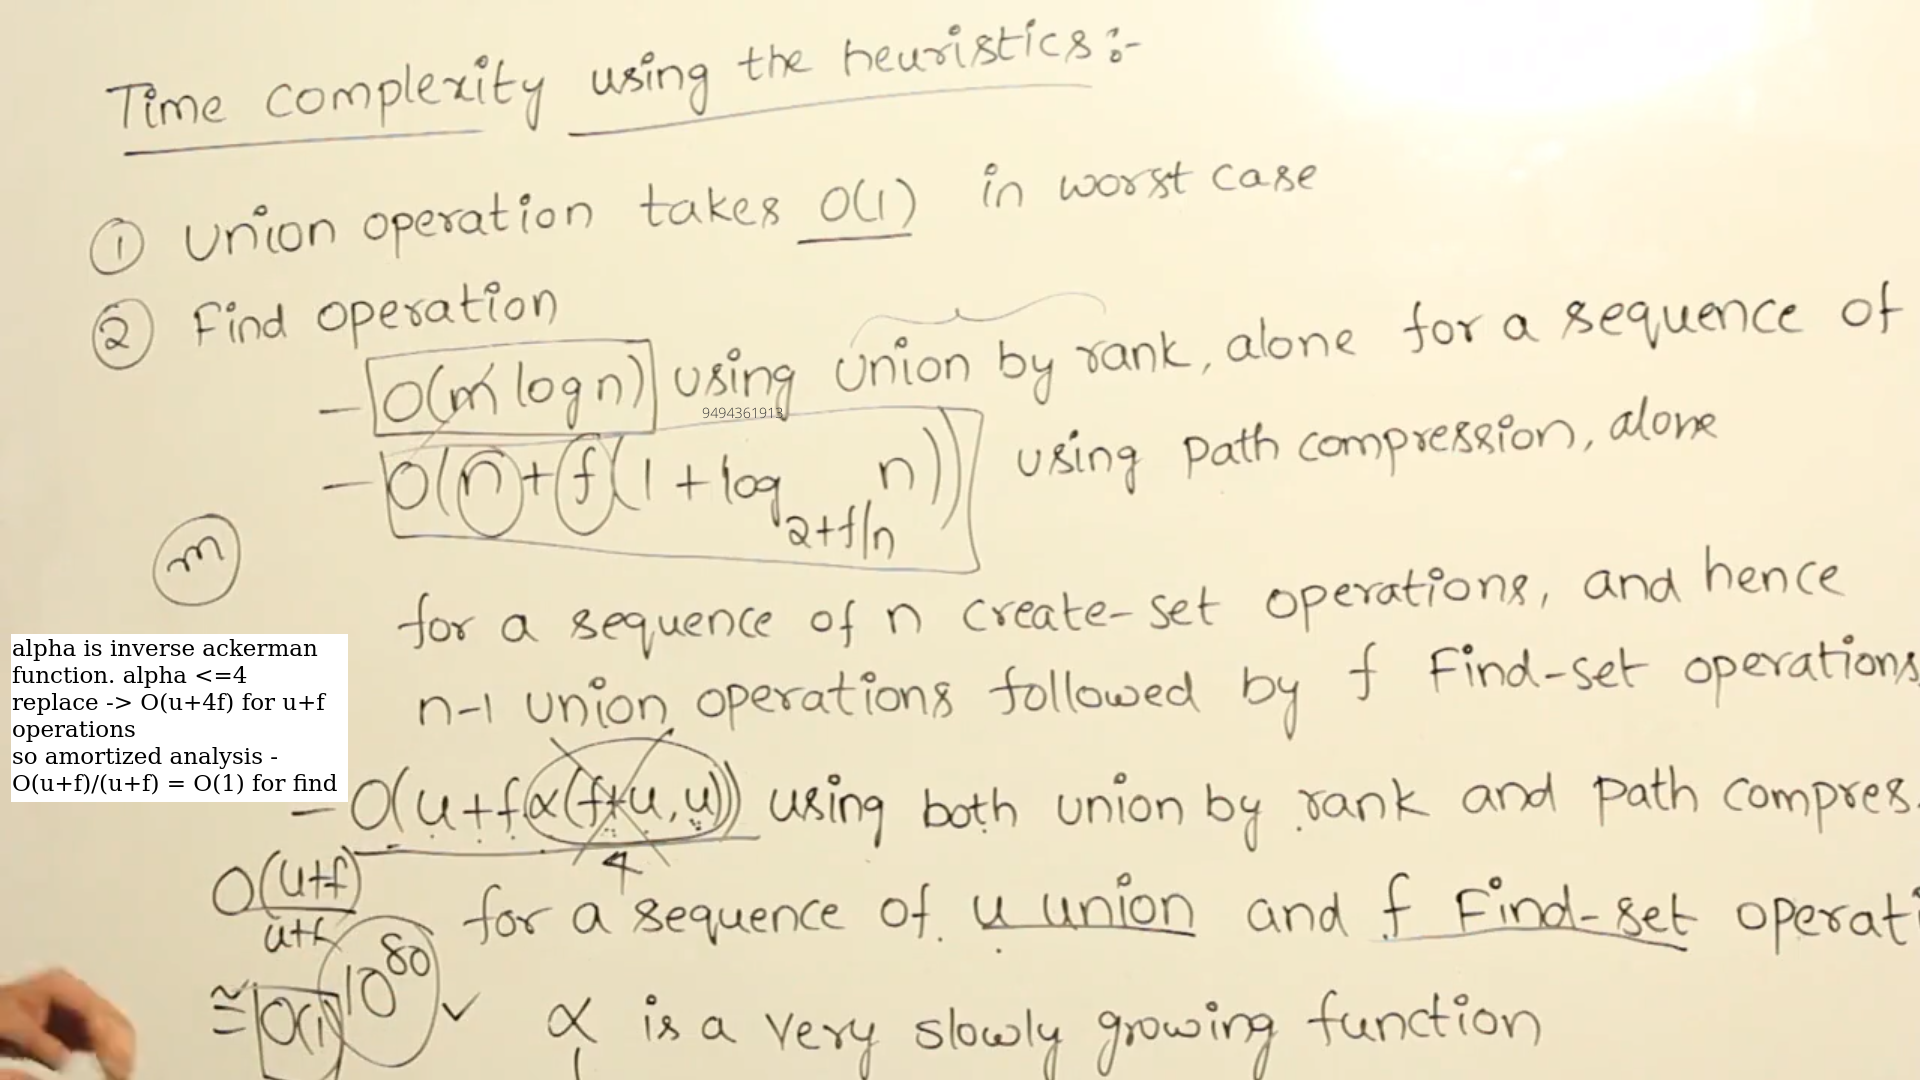 Time complexity using the heuristics :-
① Union operation takes O(1) in worst case
② Find operation
- O(m log n) using union by rank, alone for a sequence of
9494361913
- O(n + f(1 + log_{2+f/n} n)) using path compression, alone
m
for a sequence of n create-set operations, and hence
n-1 union operations followed by f Find-set operations
alpha is inverse ackerman
function. alpha <=4
replace -> O(u+4f) for u+f
operations
so amortized analysis -
O(u+f)/(u+f) = O(1) for find
- O(u+f α(f+u, u)) using both union by rank and path compres
4
O(u+f)
u+f
for a sequence of u union and f Find-set operati
≅ O(1) 10^80 ✓
α is a very slowly growing function